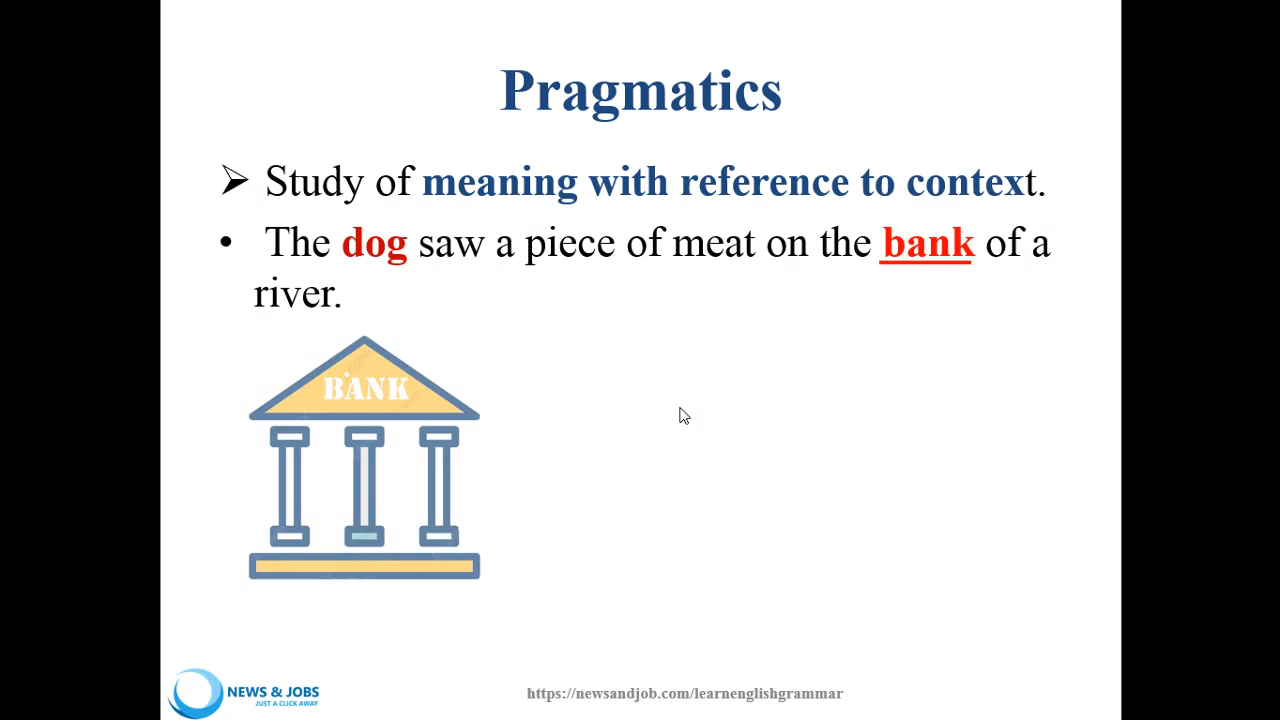 Pragmatics
➢ Study of meaning with reference to context.
• The dog saw a piece of meat on the bank of a
river.
BANK
NEWS & JOBS
JUST A CLICK AWAY
https://newsandjob.com/learnenglishgrammar